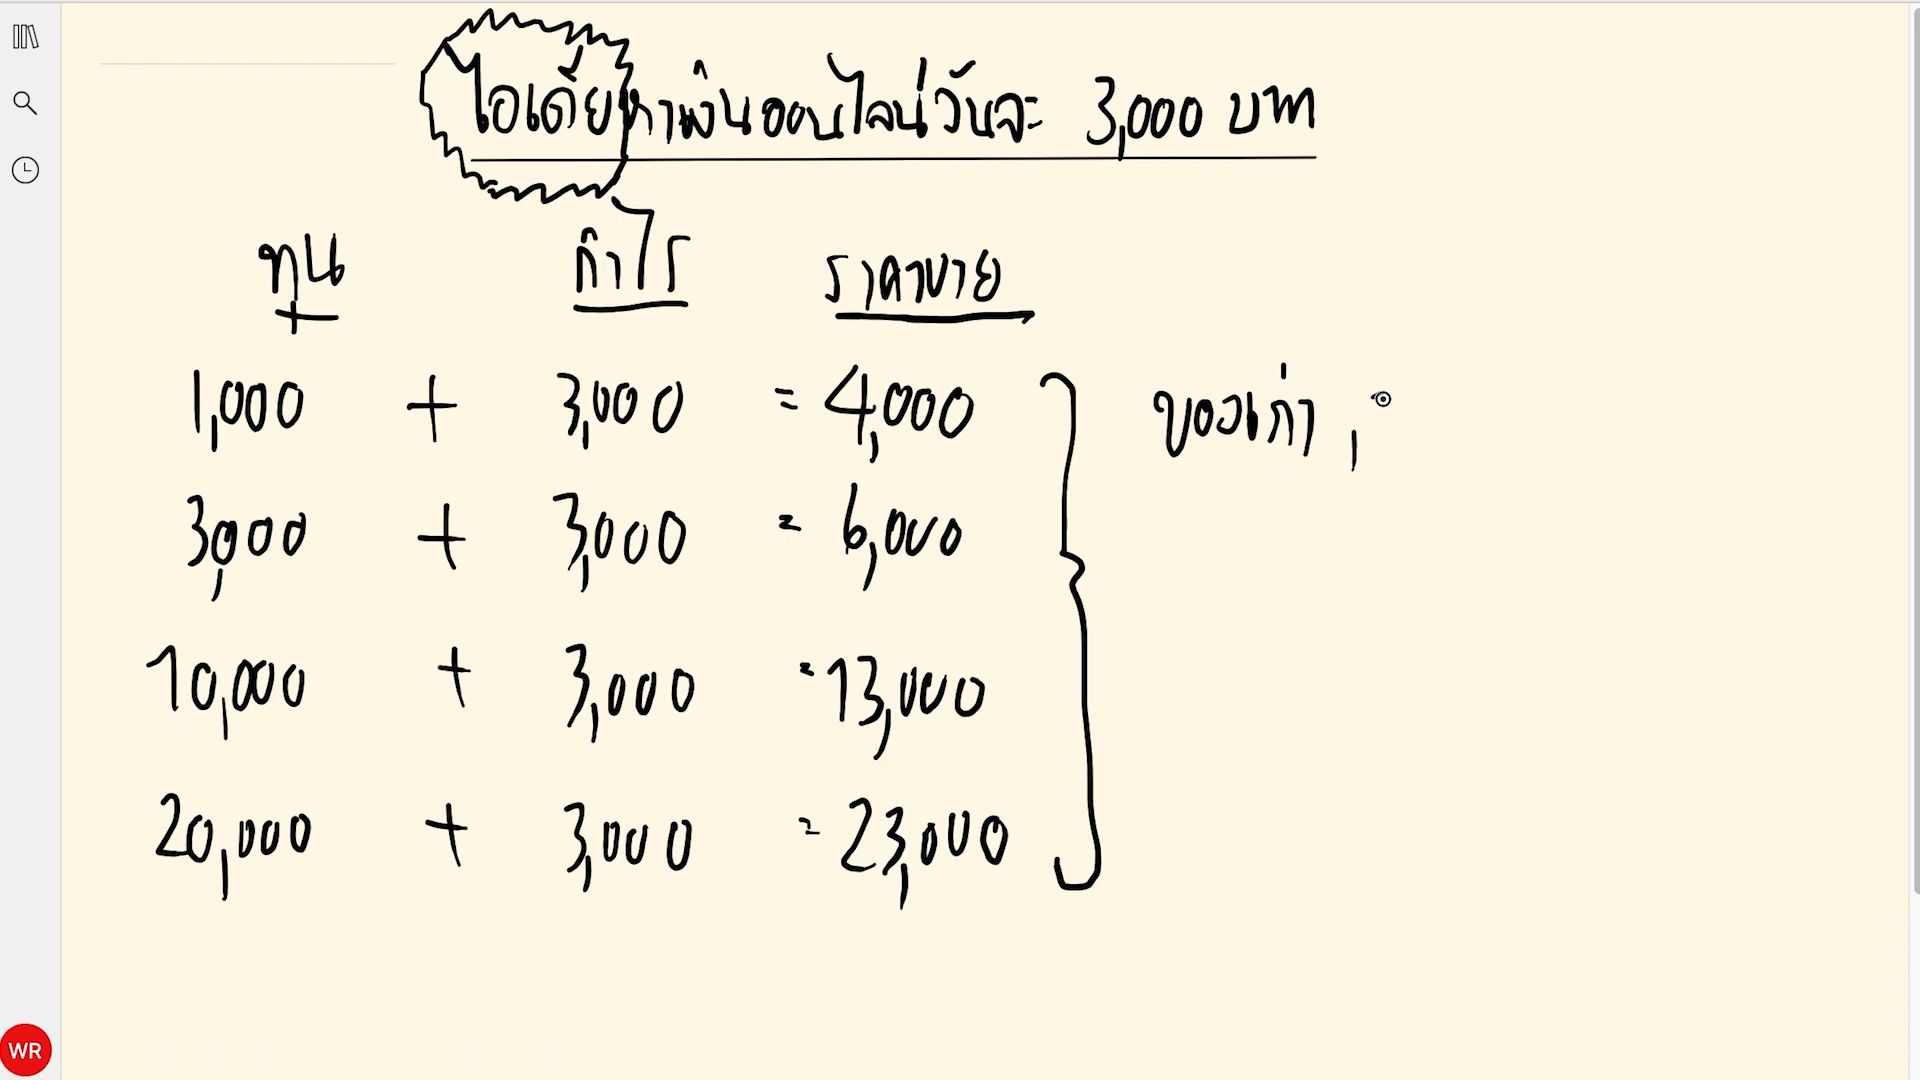 ไอเดียหาเงินออนไลน์วันละ 3,000 บาท
ทุน กำไร ราคาขาย
1,000 + 3,000 = 4,000 ของเก่า ,
3,000 + 3,000 = 6,000
10,000 + 3,000 = 13,000
20,000 + 3,000 = 23,000
WR